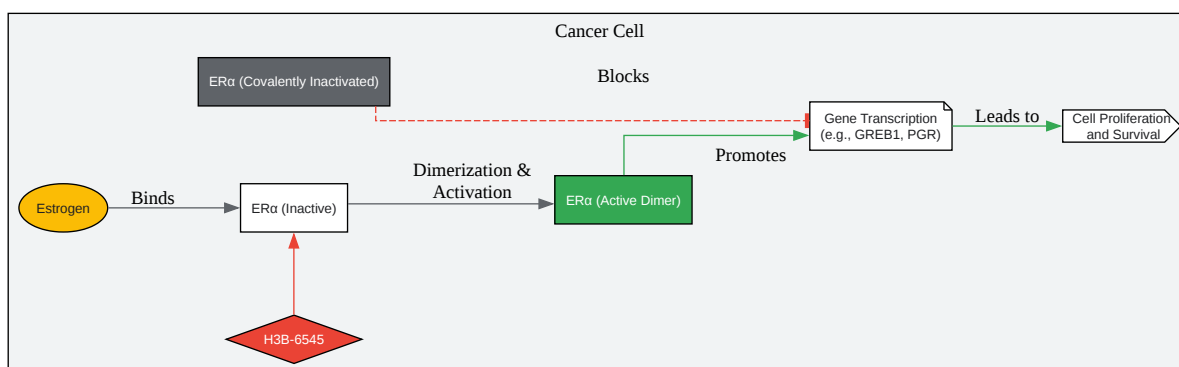 Cancer Cell
ERα (Covalently Inactivated)
Blocks
Gene Transcription
(e.g., GREB1, PGR)
Leads to
Cell Proliferation
and Survival
Promotes
Dimerization &
Activation
Estrogen
Binds
ERα (Inactive)
ERα (Active Dimer)
H3B-6545